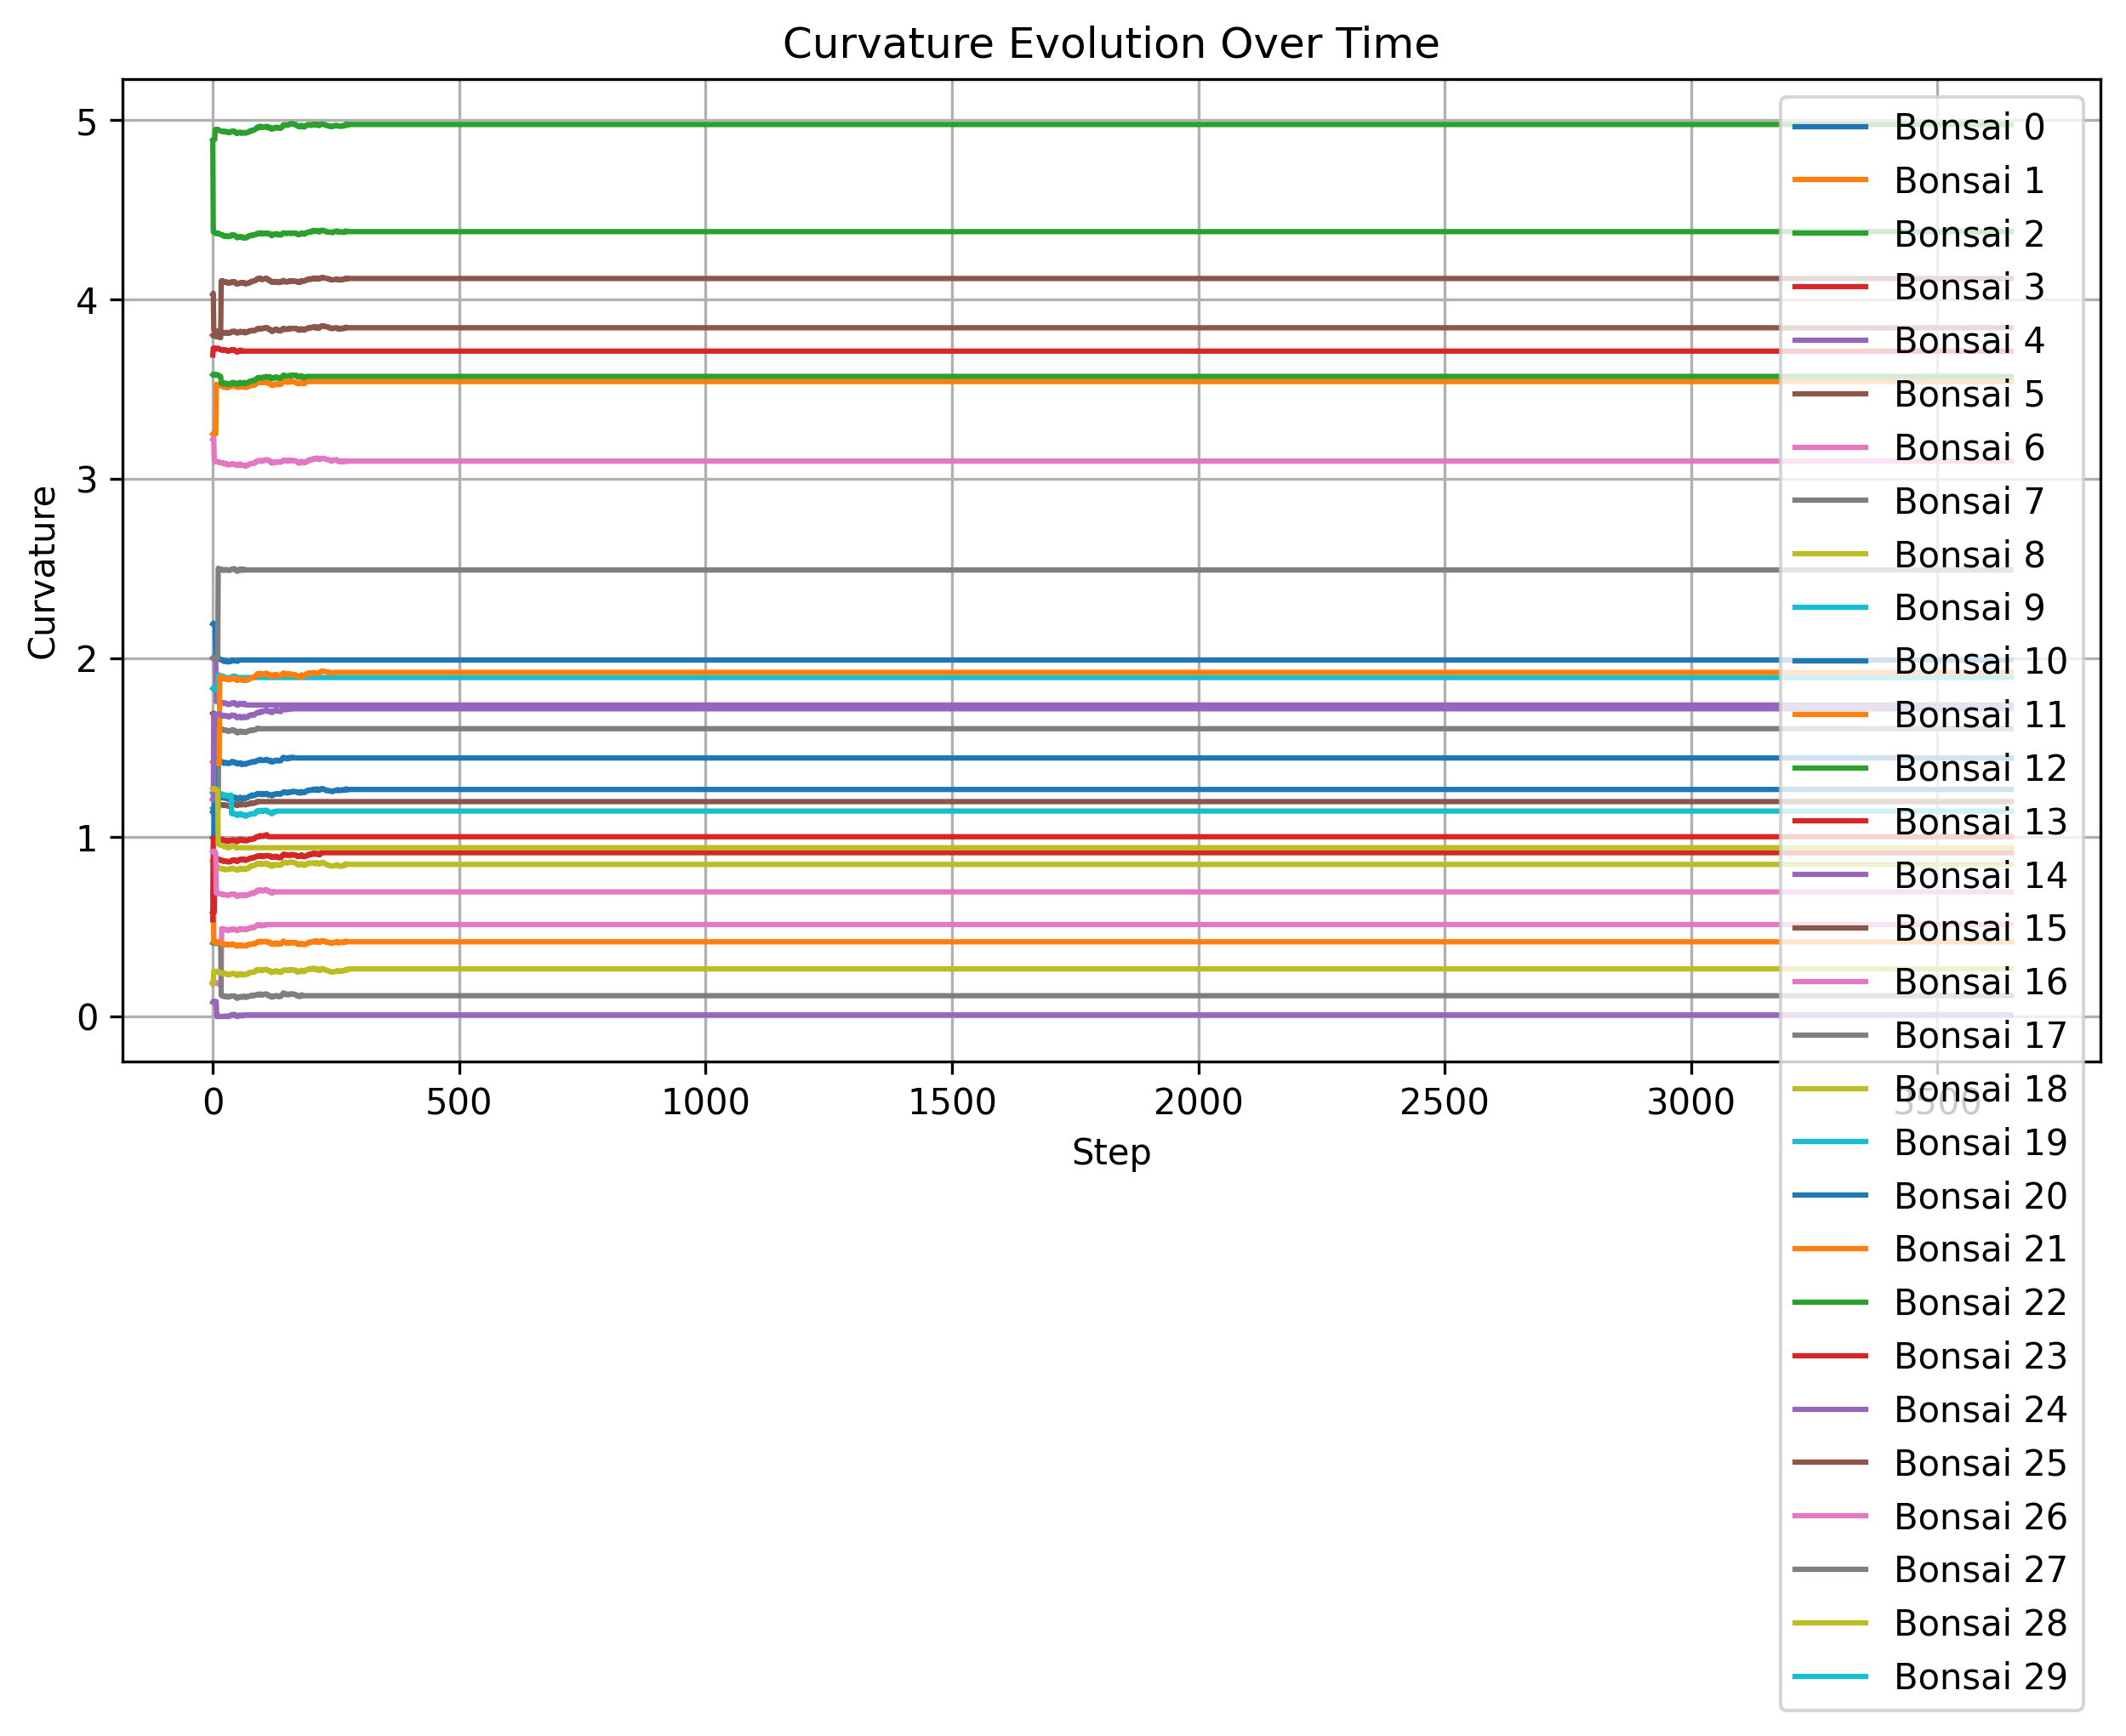 Curvature Evolution Over Time
Curvature
5
4
3
2
1
0
0
500
1000
1500
2000
2500
3000
3500
Step
Bonsai 0
Bonsai 1
Bonsai 2
Bonsai 3
Bonsai 4
Bonsai 5
Bonsai 6
Bonsai 7
Bonsai 8
Bonsai 9
Bonsai 10
Bonsai 11
Bonsai 12
Bonsai 13
Bonsai 14
Bonsai 15
Bonsai 16
Bonsai 17
Bonsai 18
Bonsai 19
Bonsai 20
Bonsai 21
Bonsai 22
Bonsai 23
Bonsai 24
Bonsai 25
Bonsai 26
Bonsai 27
Bonsai 28
Bonsai 29